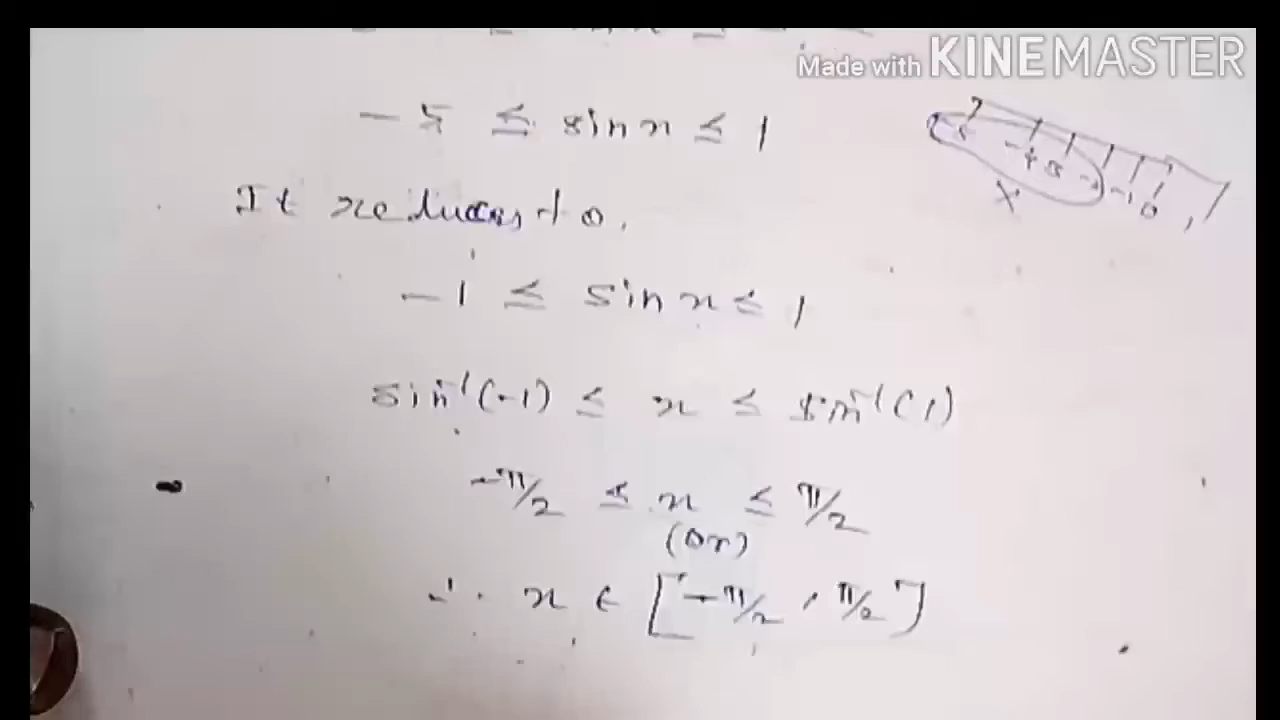 Made with KINEMASTER
-5 ≤ sin x ≤ 1
It reduces to,
-1 ≤ sin x ≤ 1
sin⁻¹(-1) ≤ x ≤ sin⁻¹(1)
-π/2 ≤ x ≤ π/2
(or)
∴ x ∈ [-π/2, π/2]